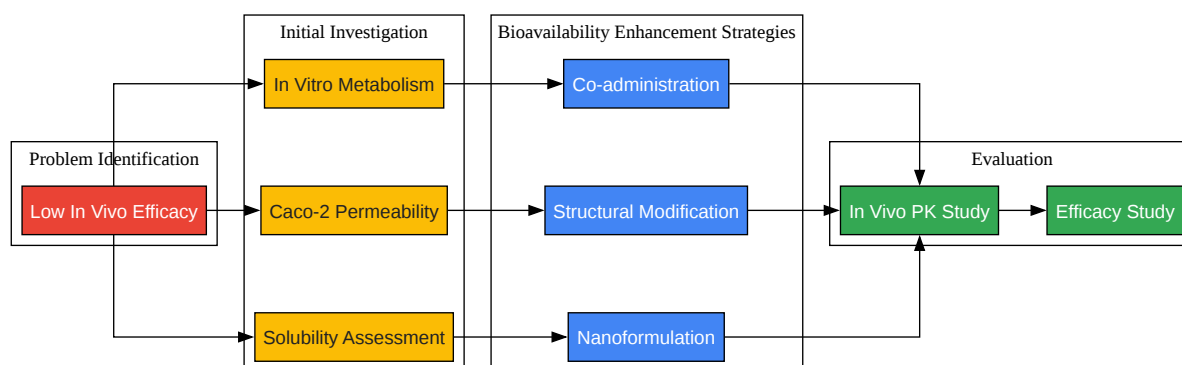 Problem Identification
Low In Vivo Efficacy
Initial Investigation
In Vitro Metabolism
Caco-2 Permeability
Solubility Assessment
Bioavailability Enhancement Strategies
Co-administration
Structural Modification
Nanoformulation
Evaluation
In Vivo PK Study
Efficacy Study